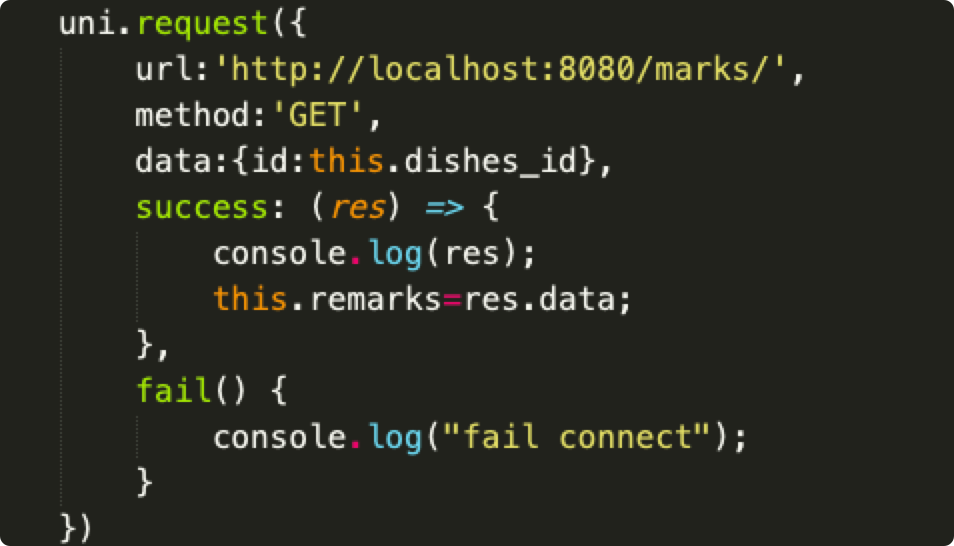 uni.request({
    url:'http://localhost:8080/marks/',
    method:'GET',
    data:{id:this.dishes_id},
    success: (res) => {
        console.log(res);
        this.remarks=res.data;
    },
    fail() {
        console.log("fail connect");
    }
})